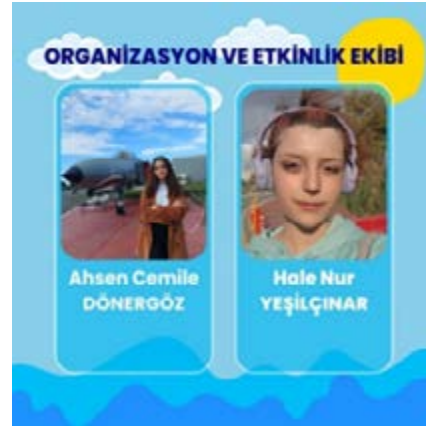 ORGANİZASYON VE ETKİNLİK EKİBİ
Ahsen Cemile
DÖNERGÖZ
Hale Nur
YEŞİLÇINAR